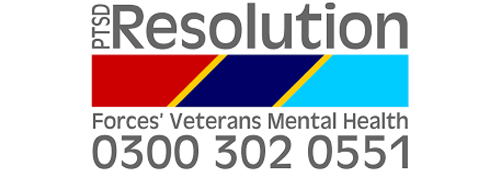 PTSD Resolution
Forces' Veterans Mental Health
0300 302 0551